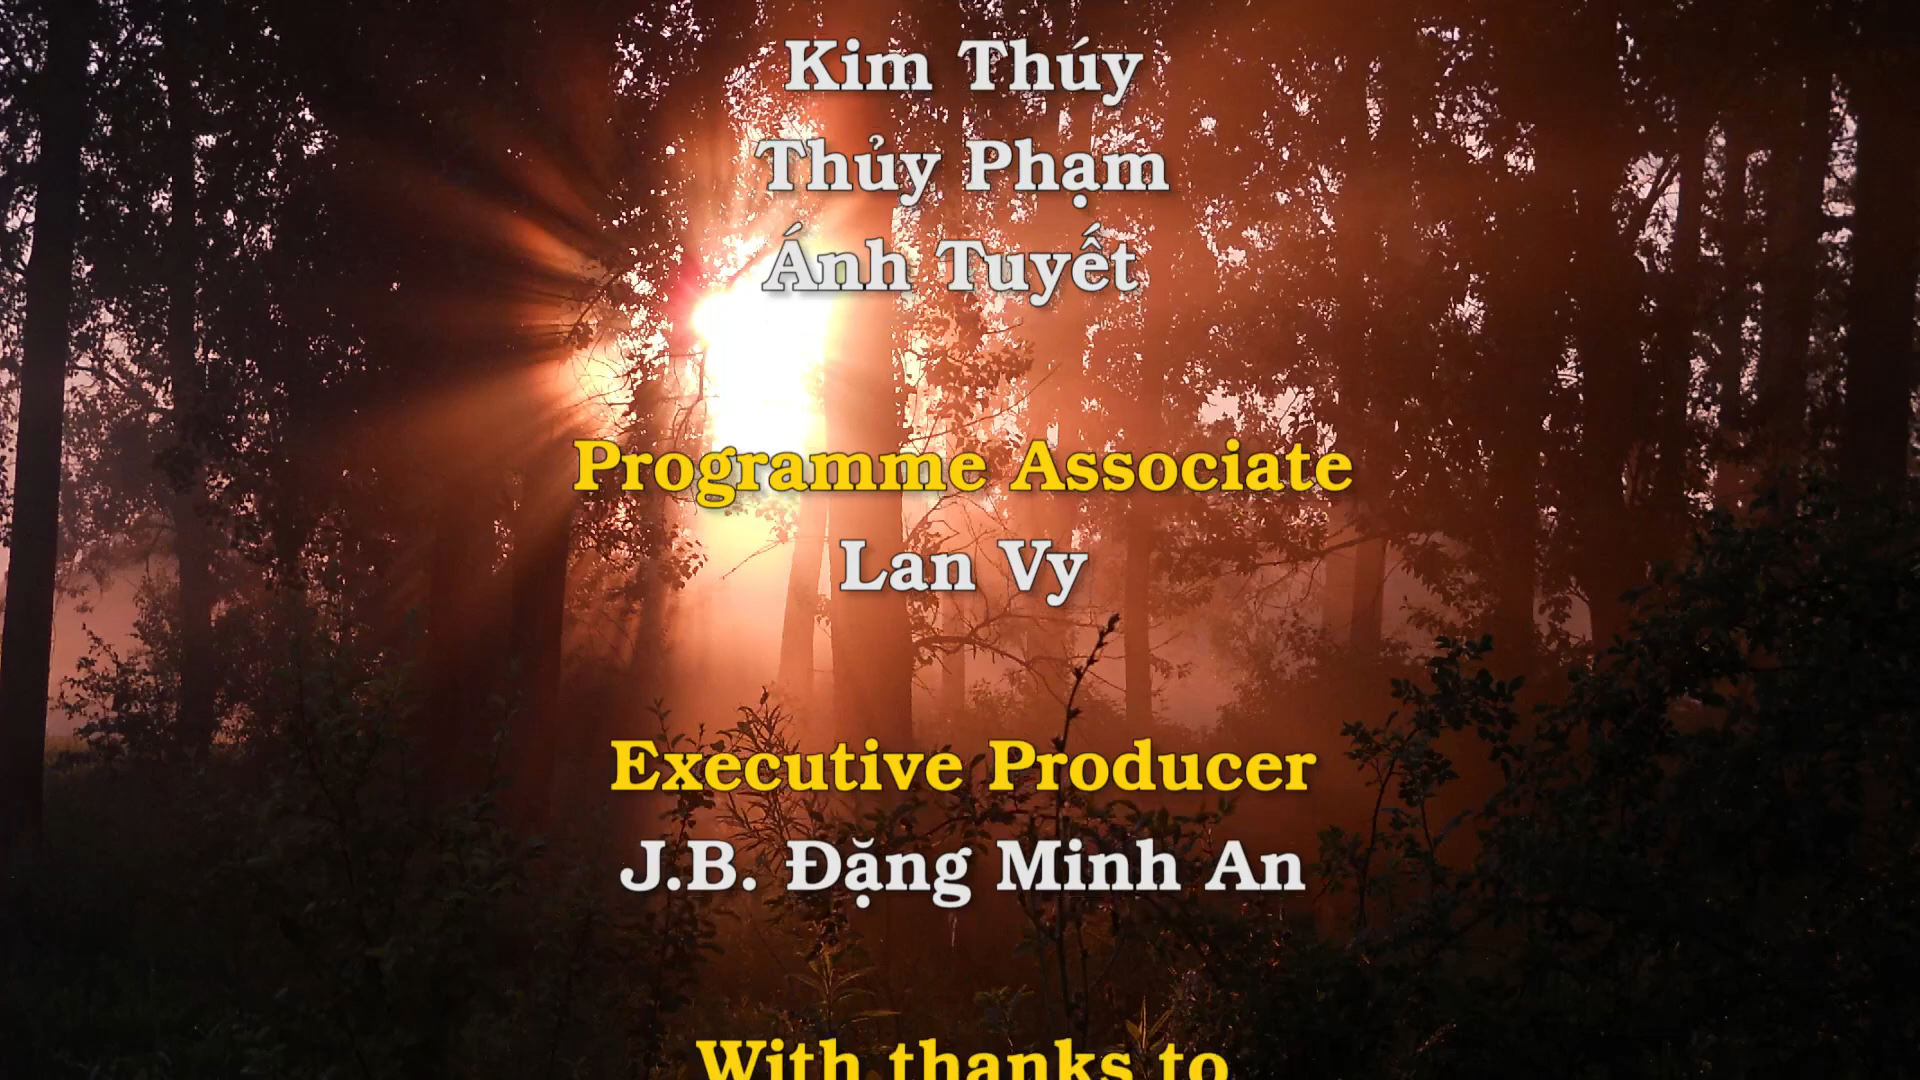 Kim Thúy
Thủy Phạm
Ánh Tuyết
Programme Associate
Lan Vy
Executive Producer
J.B. Đặng Minh An
With thanks to